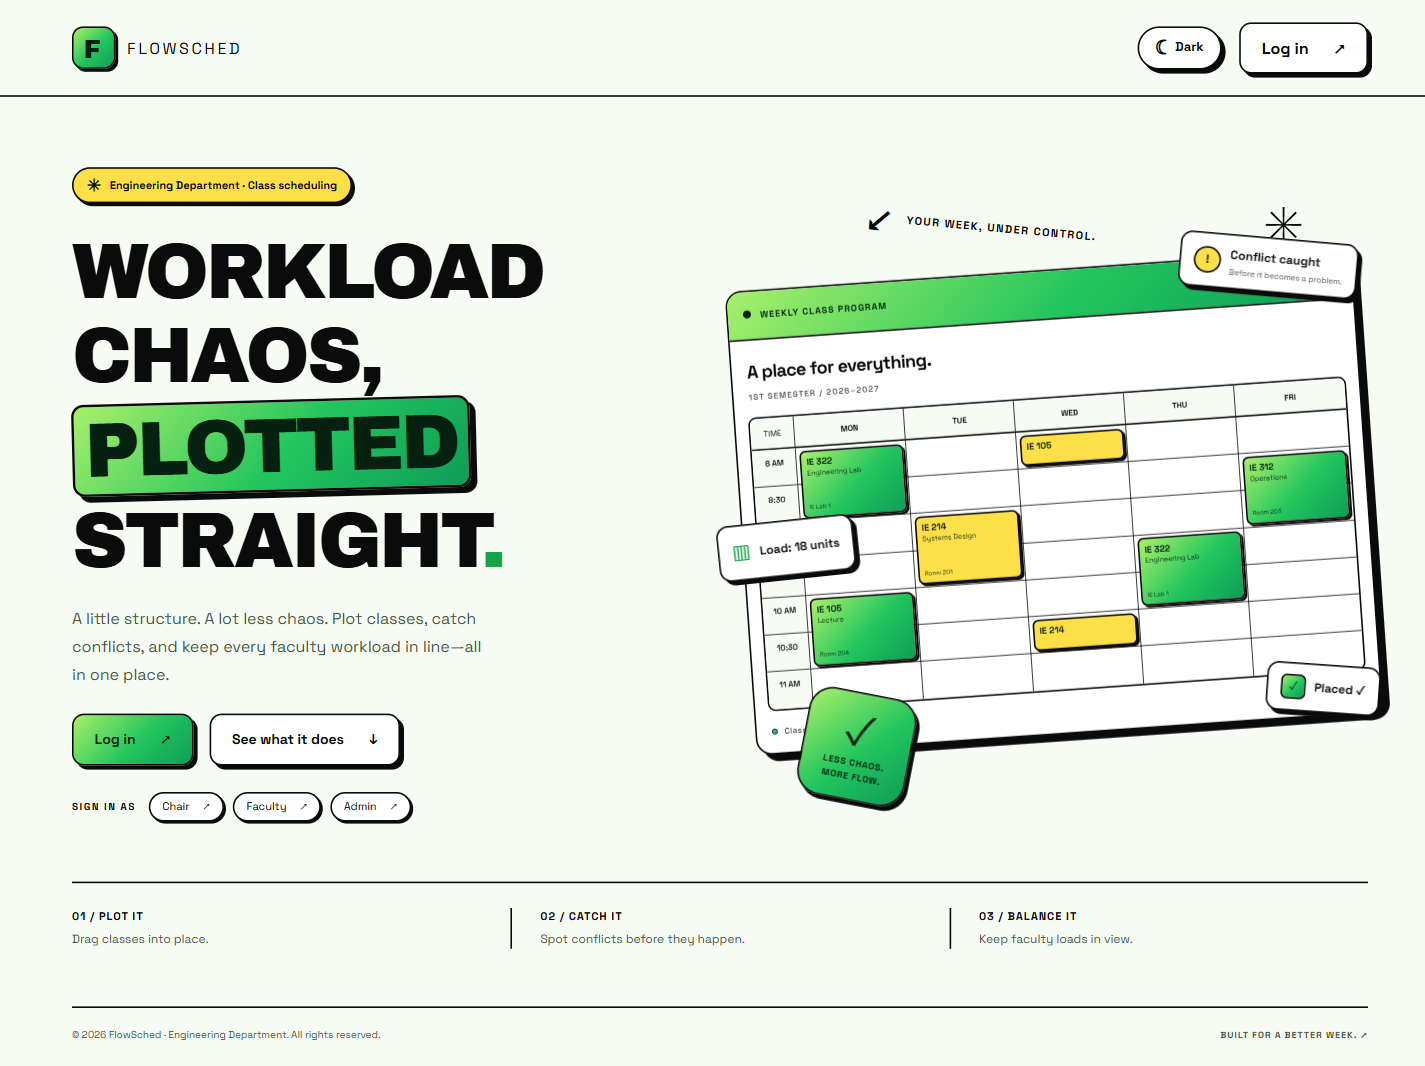 F FLOWSCHED
☾ Dark
Log in ↗
✳ Engineering Department · Class scheduling
WORKLOAD
CHAOS,
PLOTTED
STRAIGHT.
A little structure. A lot less chaos. Plot classes, catch
conflicts, and keep every faculty workload in line—all
in one place.
Log in ↗
See what it does ↓
SIGN IN AS
Chair ↗
Faculty ↗
Admin ↗
↙ YOUR WEEK, UNDER CONTROL.
! Conflict caught
Before it becomes a problem.
WEEKLY CLASS PROGRAM
A place for everything.
1ST SEMESTER / 2026–2027
TIME MON TUE WED THU FRI
8 AM
8:30
10 AM
10:30
11 AM
IE 322
Engineering Lab
IE Lab 1
IE 105
IE 312
Operations
Room 203
IE 214
Systems Design
Room 201
IE 322
Engineering Lab
IE Lab 1
IE 105
Lecture
Room 204
IE 214
Load: 18 units
✓ Placed ✓
✓
LESS CHAOS,
MORE FLOW.
01 / PLOT IT
Drag classes into place.
02 / CATCH IT
Spot conflicts before they happen.
03 / BALANCE IT
Keep faculty loads in view.
© 2026 FlowSched · Engineering Department. All rights reserved.
BUILT FOR A BETTER WEEK. ↗